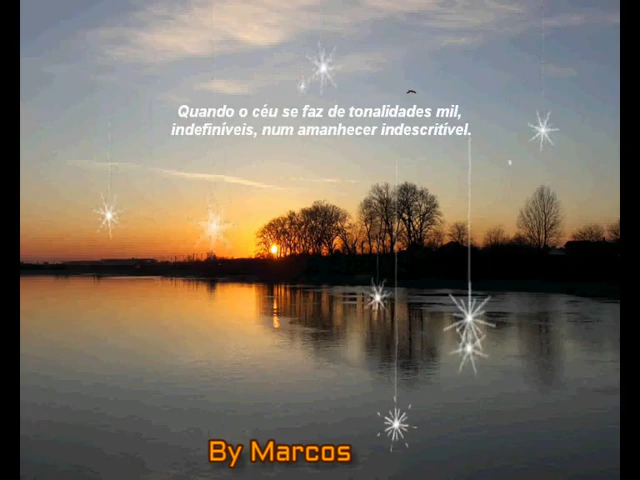 Quando o céu se faz de tonalidades mil,
indefiníveis, num amanhecer indescritível.
By Marcos